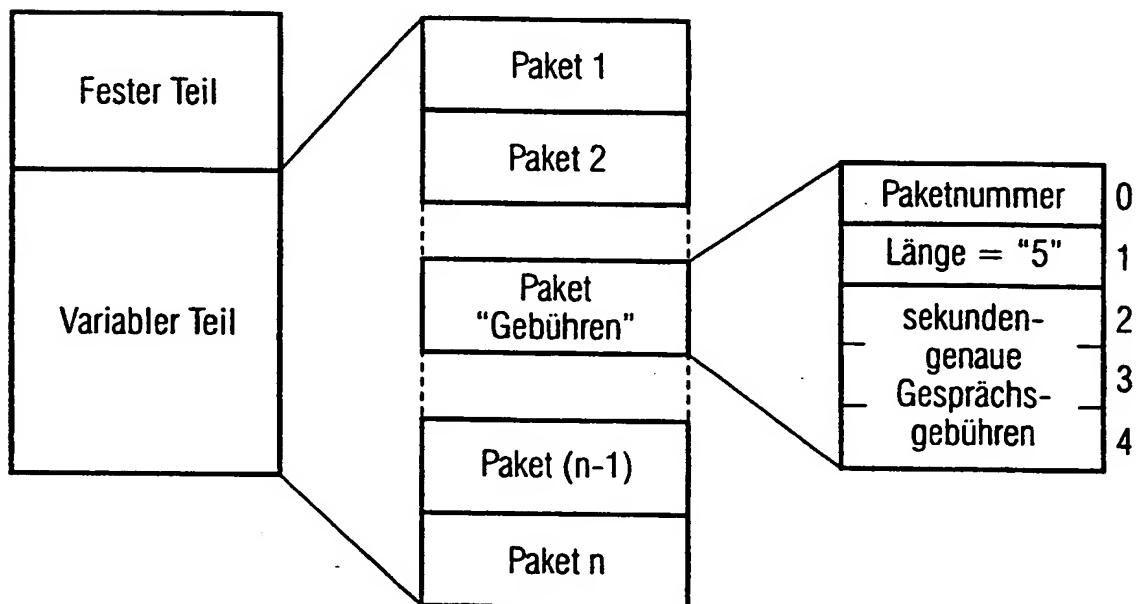 Fester Teil
Variabler Teil
Paket 1
Paket 2
Paket
"Gebühren"
Paket (n-1)
Paket n
Paketnummer 0
Länge = "5" 1
sekunden- 2
genaue
3
Gesprächs-
gebühren 4